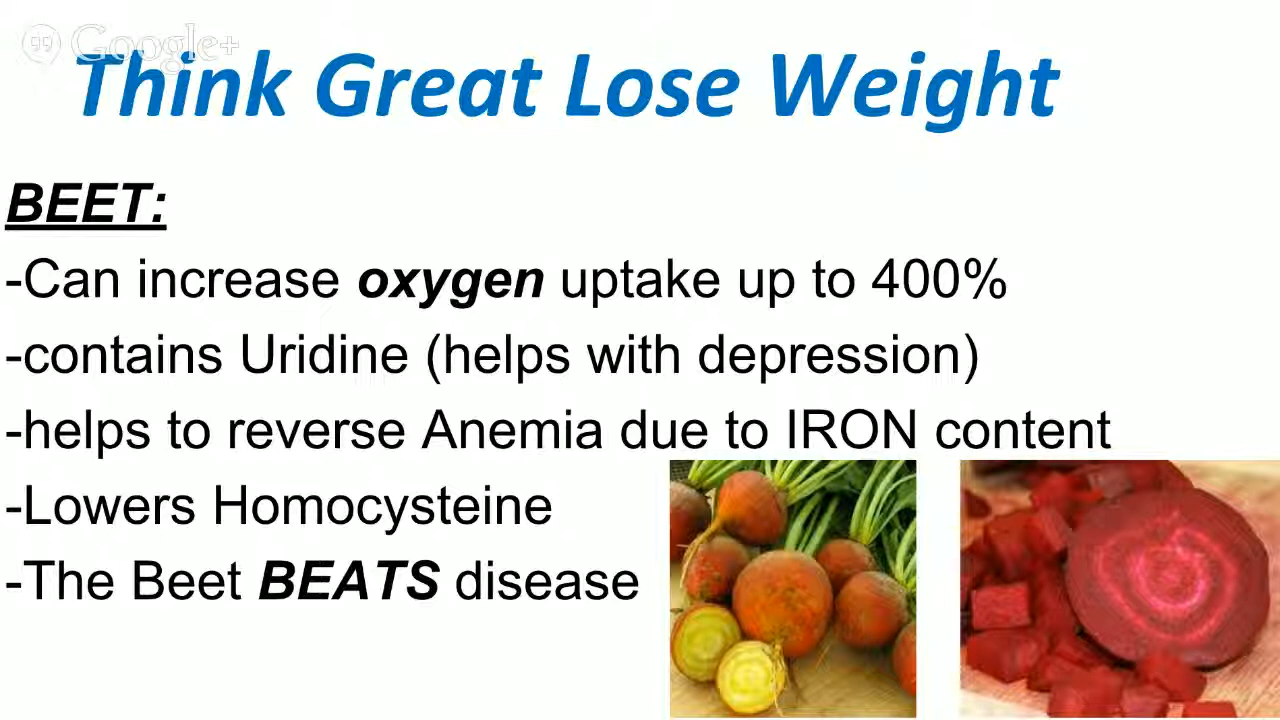 Google+
Think Great Lose Weight
BEET:
-Can increase oxygen uptake up to 400%
-contains Uridine (helps with depression)
-helps to reverse Anemia due to IRON content
-Lowers Homocysteine
-The Beet BEATS disease